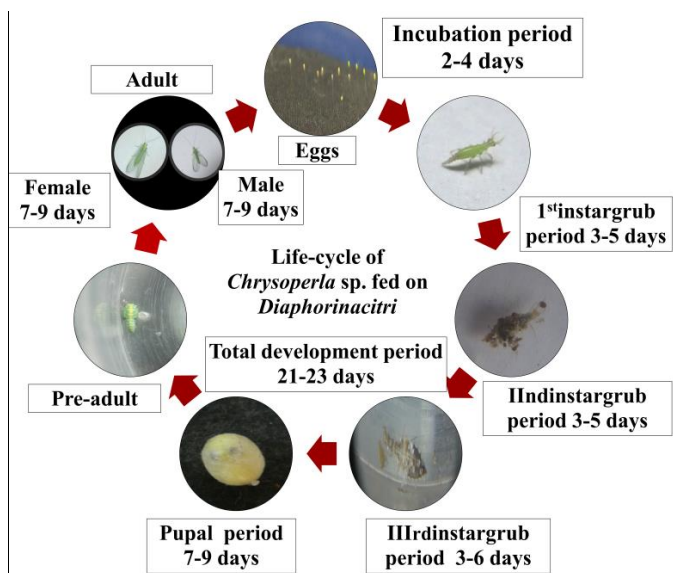 Incubation period
2-4 days
Adult
Eggs
Female
7-9 days
Male
7-9 days
1stinstargrub
period 3-5 days
Life-cycle of
Chrysoperla sp. fed on
Diaphorinacitri
Total development period
21-23 days
Pre-adult
IIndinstargrub
period 3-5 days
Pupal period
7-9 days
IIIrdinstargrub
period 3-6 days